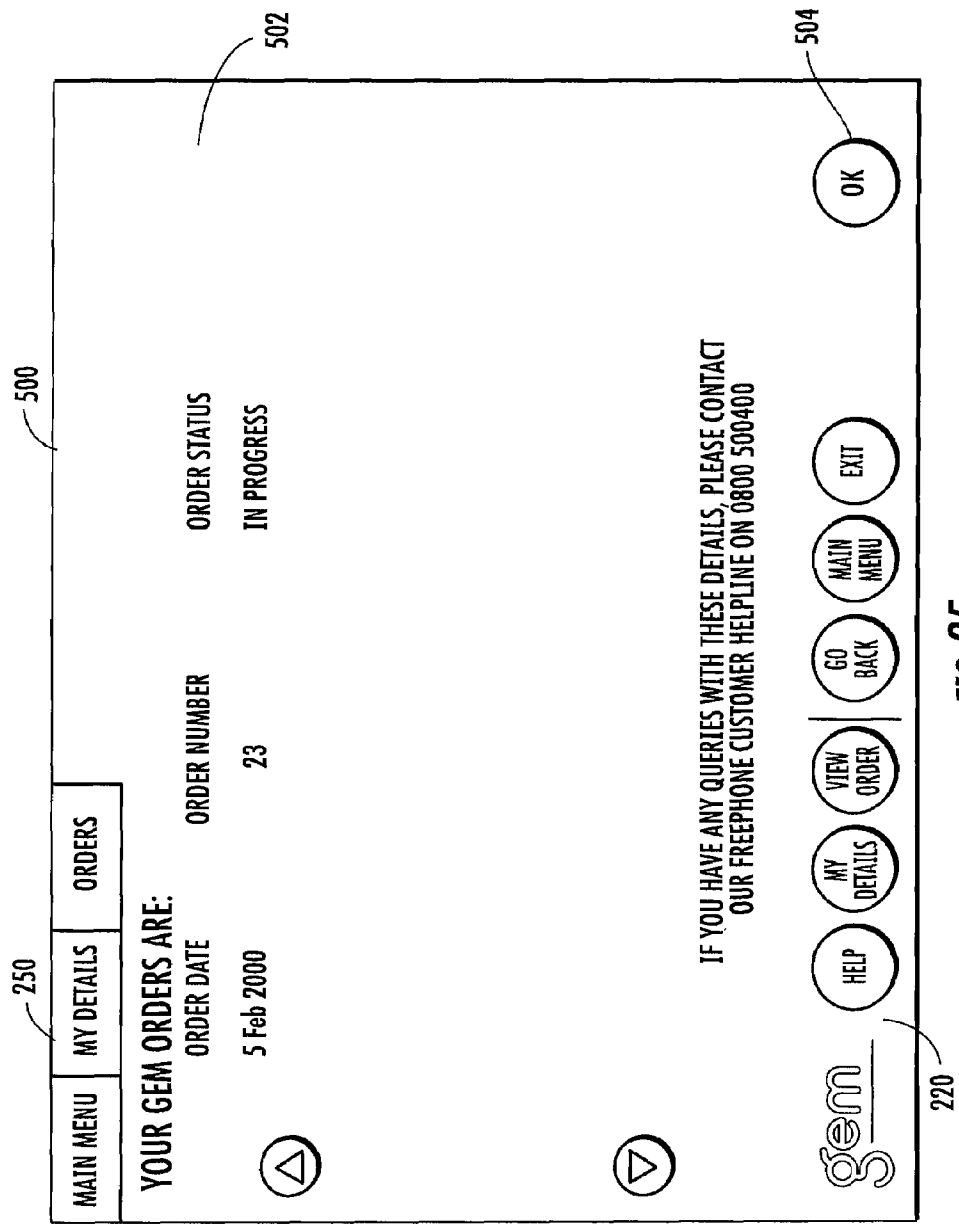 500
502
250
MAIN MENU MY DETAILS ORDERS
YOUR GEM ORDERS ARE:
ORDER DATE ORDER NUMBER ORDER STATUS
5 Feb 2000 23 IN PROGRESS
IF YOU HAVE ANY QUERIES WITH THESE DETAILS, PLEASE CONTACT
OUR FREEPHONE CUSTOMER HELPLINE ON 0800 500400
gem
HELP
MY
DETAILS
VIEW
ORDER
GO
BACK
MAIN
MENU
EXIT
OK
504
220